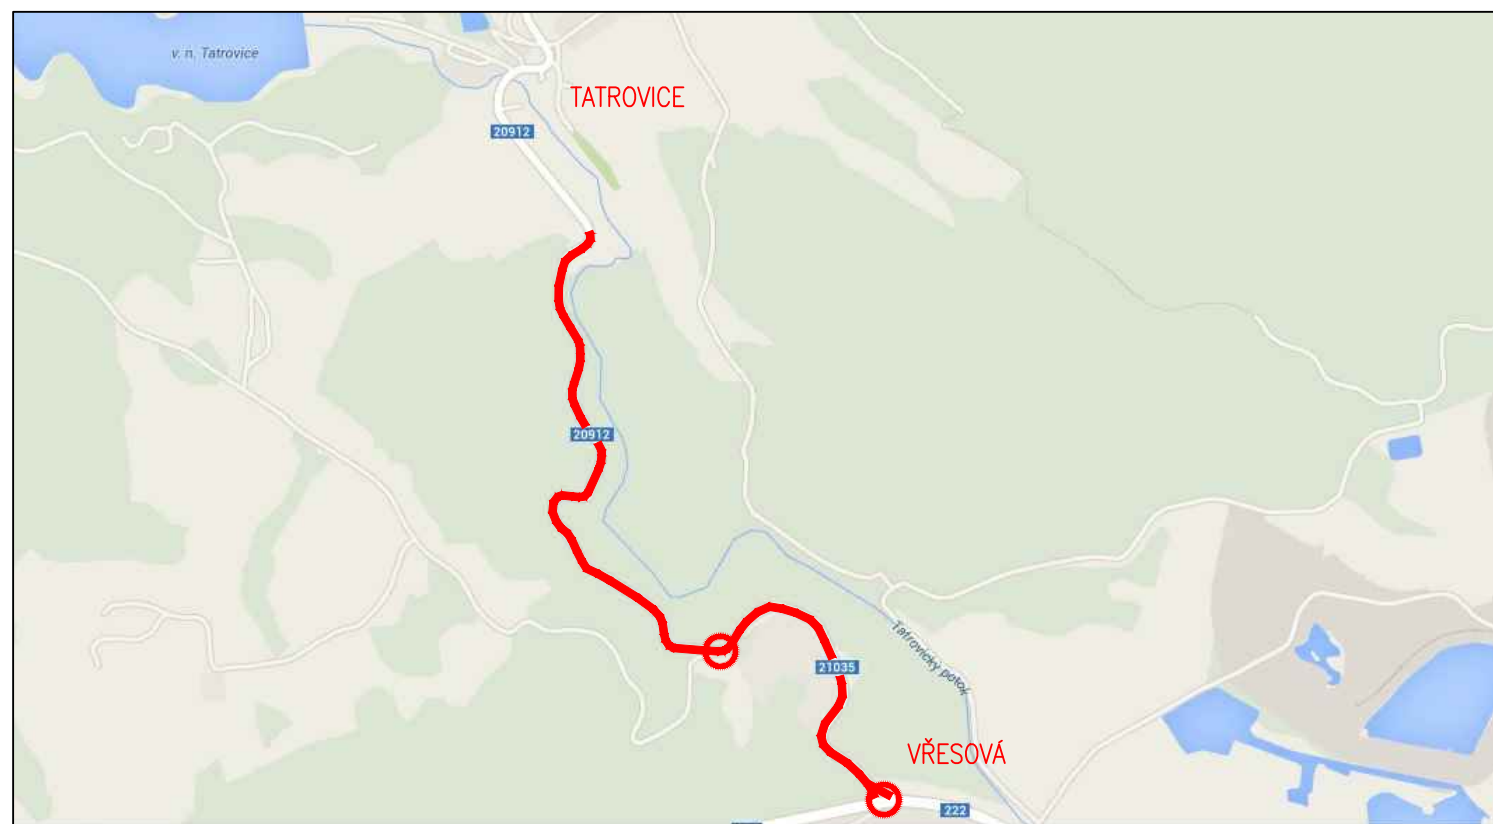 v. n. Tatrovice
TATROVICE
20912
20912
Tatrovický potok
21035
VŘESOVÁ
222